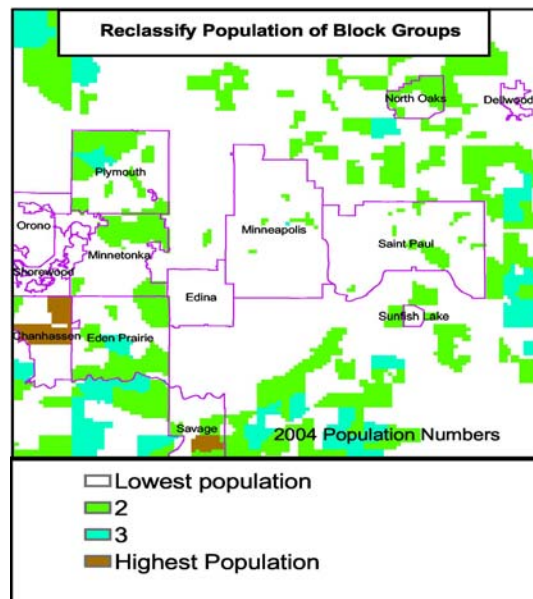 Reclassify Population of Block Groups
North Oaks
Dellwood
Plymouth
Orono
Minneapolis
Saint Paul
Minnetonka
Shorewood
Edina
Sunfish Lake
Chanhassen
Eden Prairie
Savage
2004 Population Numbers
Lowest population
2
3
Highest Population